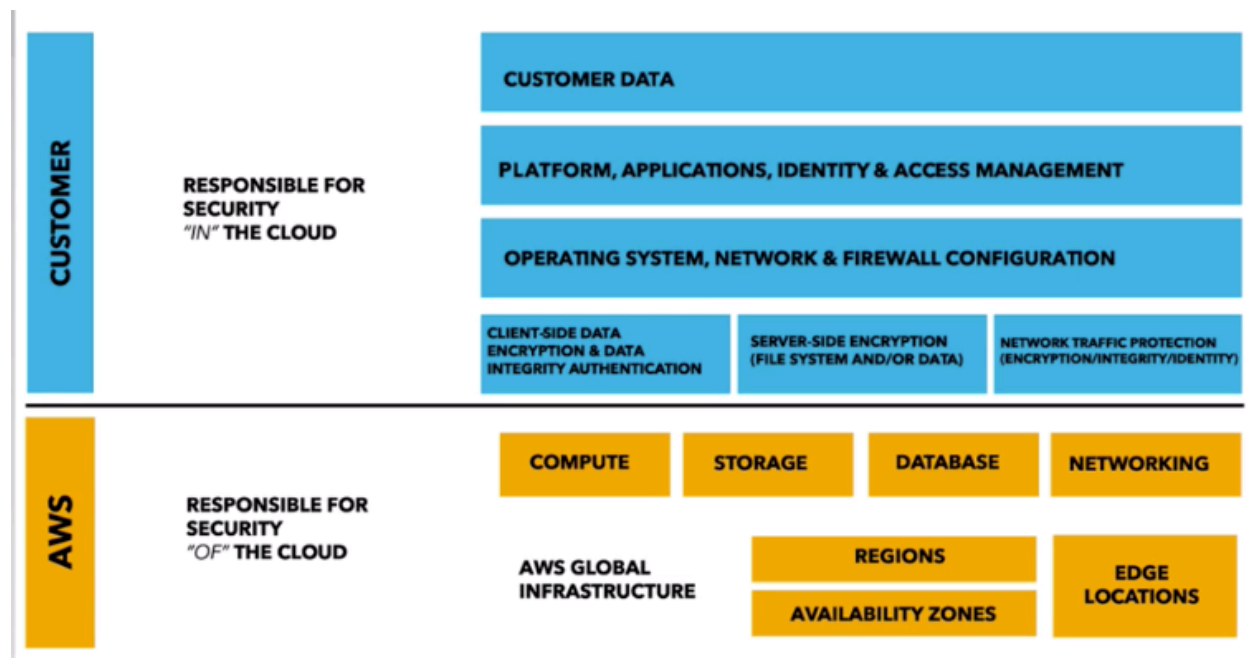 CUSTOMER
RESPONSIBLE FOR
SECURITY
"IN" THE CLOUD
CUSTOMER DATA
PLATFORM, APPLICATIONS, IDENTITY & ACCESS MANAGEMENT
OPERATING SYSTEM, NETWORK & FIREWALL CONFIGURATION
CLIENT-SIDE DATA
ENCRYPTION & DATA
INTEGRITY AUTHENTICATION
SERVER-SIDE ENCRYPTION
(FILE SYSTEM AND/OR DATA)
NETWORK TRAFFIC PROTECTION
(ENCRYPTION/INTEGRITY/IDENTITY)
AWS
RESPONSIBLE FOR
SECURITY
"OF" THE CLOUD
COMPUTE
STORAGE
DATABASE
NETWORKING
AWS GLOBAL
INFRASTRUCTURE
REGIONS
AVAILABILITY ZONES
EDGE
LOCATIONS